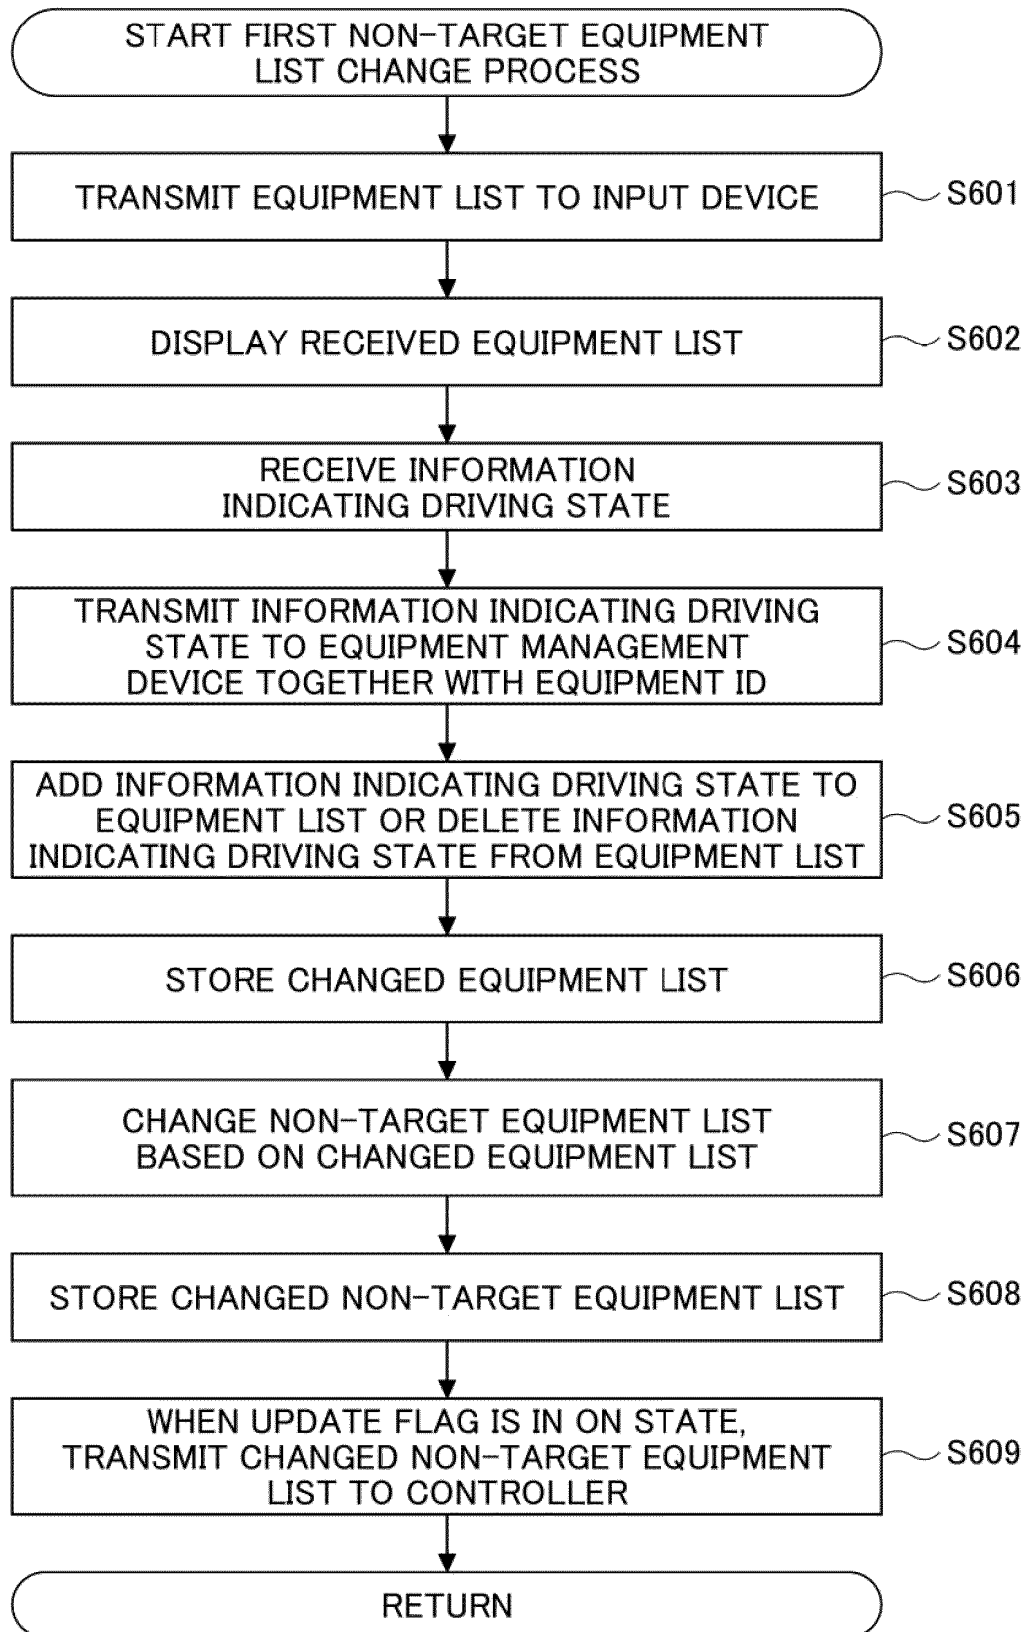 START FIRST NON-TARGET EQUIPMENT
LIST CHANGE PROCESS
TRANSMIT EQUIPMENT LIST TO INPUT DEVICE
S601
DISPLAY RECEIVED EQUIPMENT LIST
S602
RECEIVE INFORMATION
INDICATING DRIVING STATE
S603
TRANSMIT INFORMATION INDICATING DRIVING
STATE TO EQUIPMENT MANAGEMENT
DEVICE TOGETHER WITH EQUIPMENT ID
S604
ADD INFORMATION INDICATING DRIVING STATE TO
EQUIPMENT LIST OR DELETE INFORMATION
INDICATING DRIVING STATE FROM EQUIPMENT LIST
S605
STORE CHANGED EQUIPMENT LIST
S606
CHANGE NON-TARGET EQUIPMENT LIST
BASED ON CHANGED EQUIPMENT LIST
S607
STORE CHANGED NON-TARGET EQUIPMENT LIST
S608
WHEN UPDATE FLAG IS IN ON STATE,
TRANSMIT CHANGED NON-TARGET EQUIPMENT
LIST TO CONTROLLER
S609
RETURN